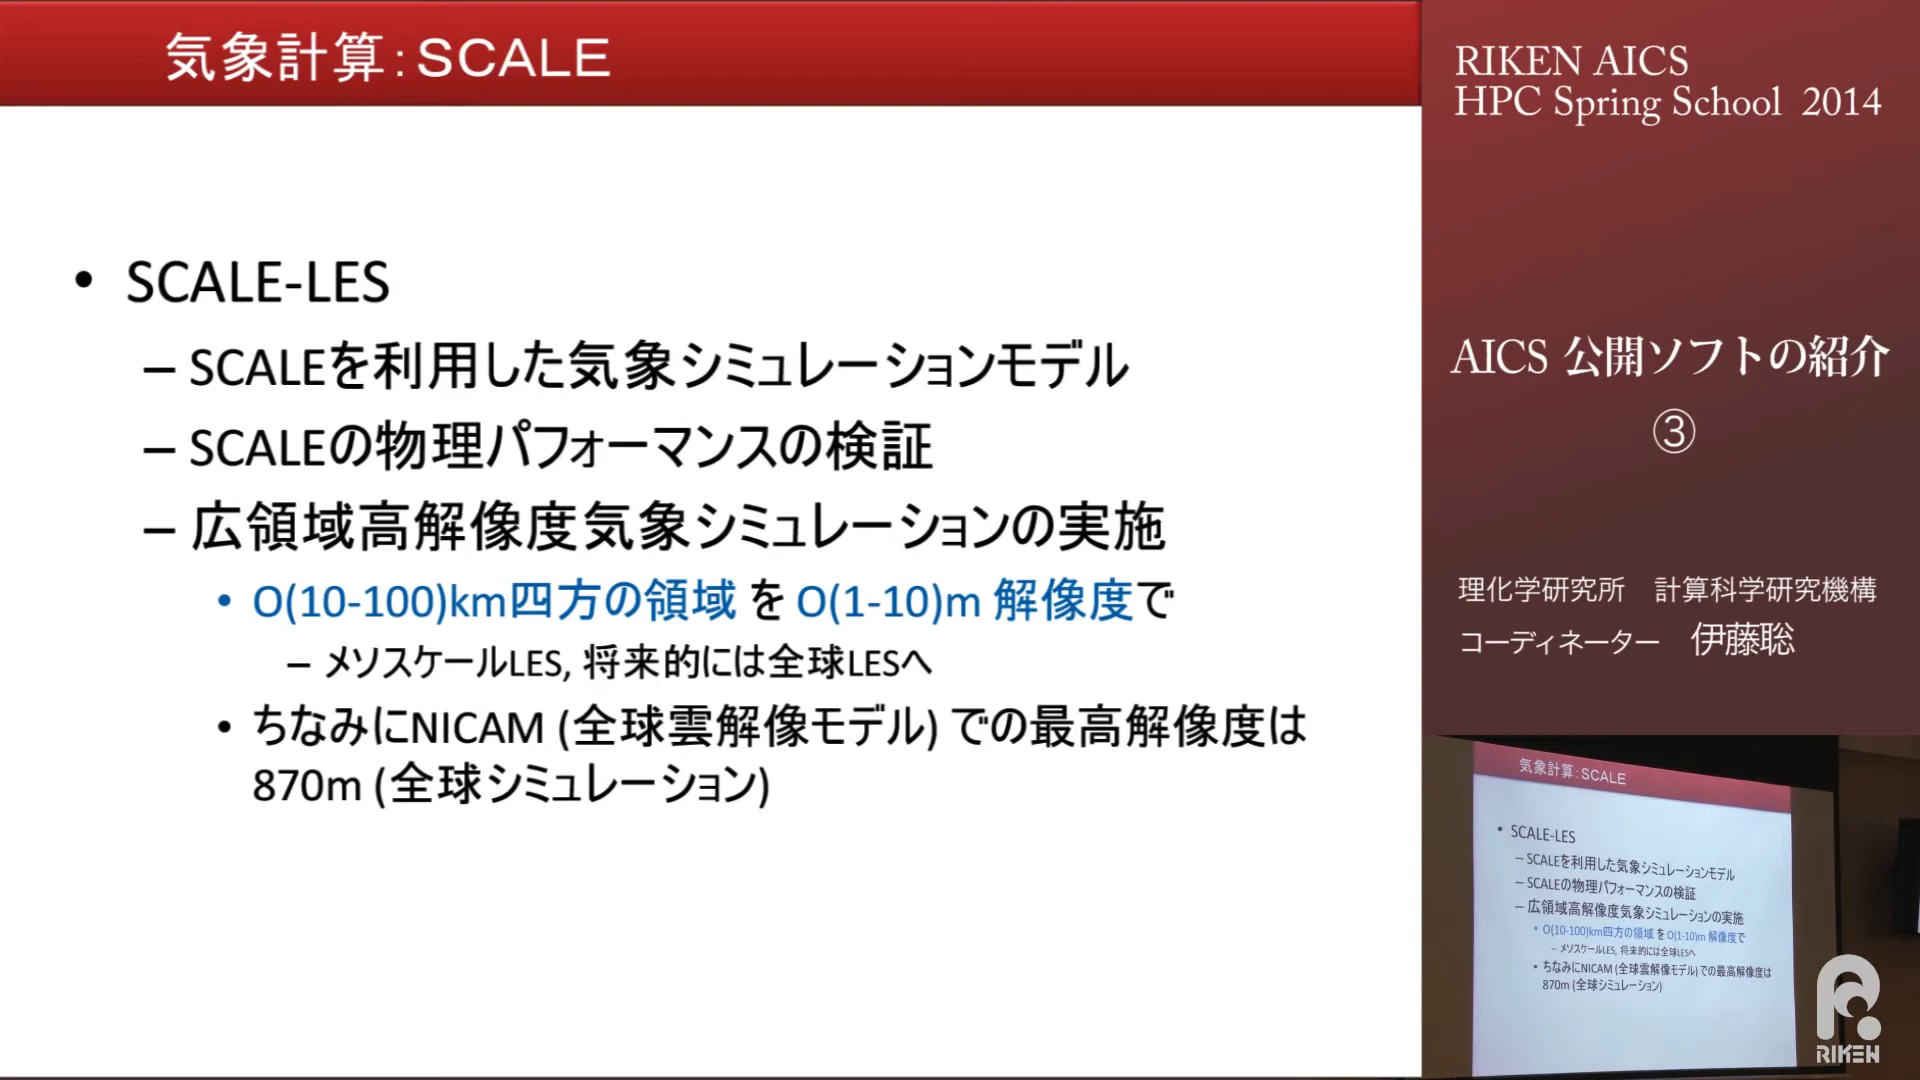 気象計算：SCALE
• SCALE-LES
– SCALEを利用した気象シミュレーションモデル
– SCALEの物理パフォーマンスの検証
– 広領域高解像度気象シミュレーションの実施
• O(10-100)km四方の領域 を O(1-10)m 解像度で
– メソスケールLES, 将来的には全球LESへ
• ちなみにNICAM (全球雲解像モデル) での最高解像度は
870m (全球シミュレーション)
RIKEN AICS
HPC Spring School 2014
AICS 公開ソフトの紹介
③
理化学研究所　計算科学研究機構
コーディネーター　伊藤聡
気象計算：SCALE
• SCALE-LES
– SCALEを利用した気象シミュレーションモデル
– SCALEの物理パフォーマンスの検証
– 広領域高解像度気象シミュレーションの実施
• O(10-100)km四方の領域 を O(1-10)m 解像度で
– メソスケールLES, 将来的には全球LESへ
• ちなみにNICAM (全球雲解像モデル) での最高解像度は
870m (全球シミュレーション)
RIKEN